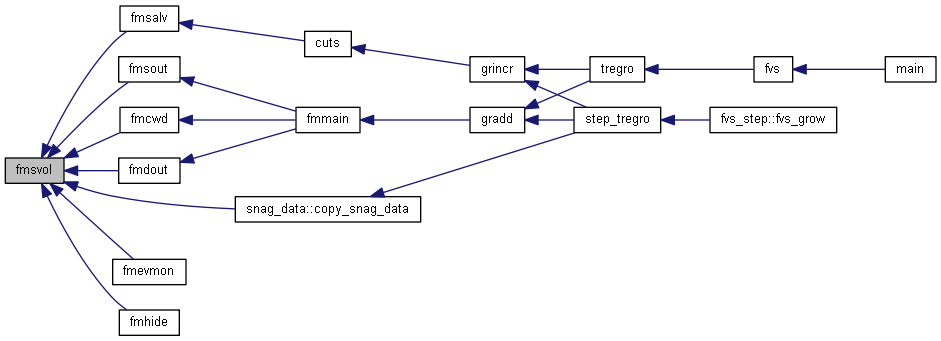 fmsalv
cuts
fmsout
grincr
tregro
fvs
main
fmcwd
fmmain
gradd
step_tregro
fvs_step::fvs_grow
fmsvol
fmdout
snag_data::copy_snag_data
fmevmon
fmhide